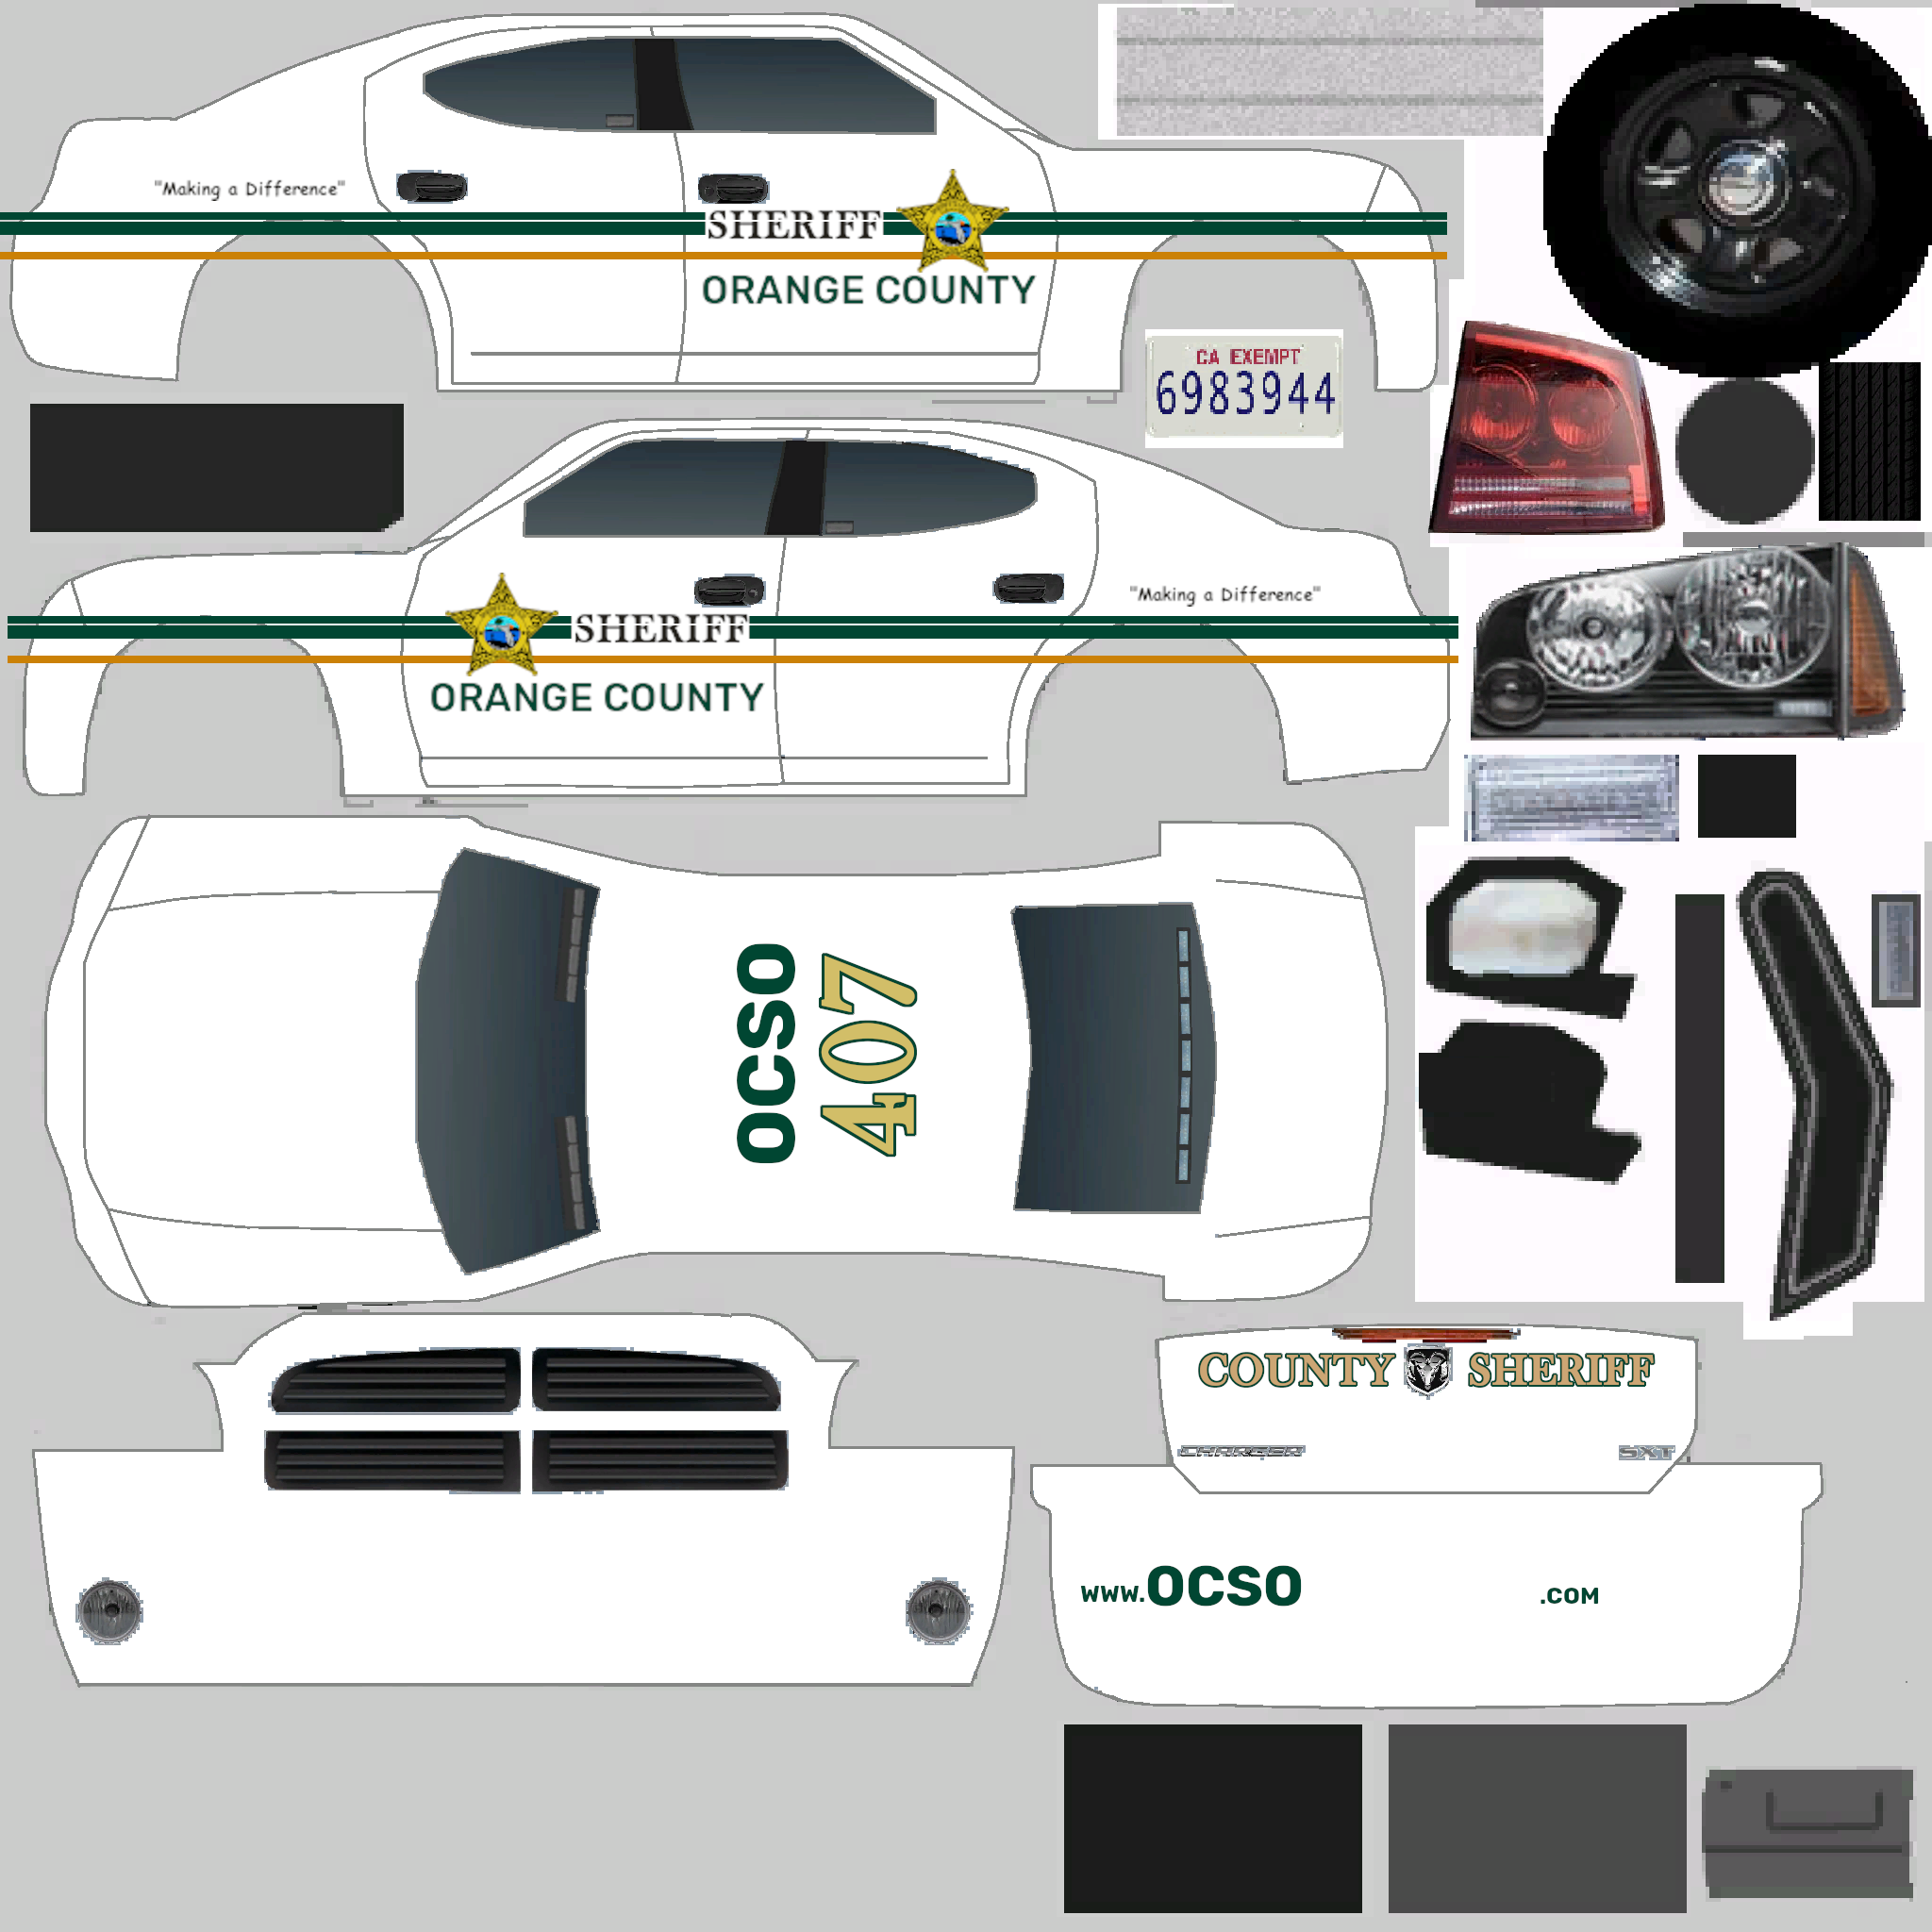 "Making a Difference"
SHERIFF
ORANGE COUNTY
CA EXEMPT
6983944
"Making a Difference"
SHERIFF
ORANGE COUNTY
OCSO
407
COUNTY SHERIFF
CHARGER SXT
www.OCSO .COM